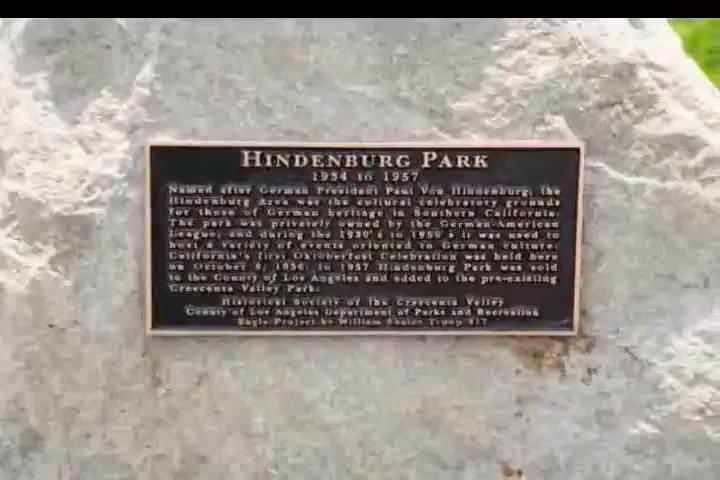 HINDENBURG PARK
1934 to 1957
Named after German President Paul Von Hindenburg, the
Hindenburg Area was the cultural celebratory grounds
for those of German heritage in Southern California.
The park was privately owned by the German-American
League, and during the 1930's to 1950's it was used to
host a variety of events oriented in German culture.
California's first Oktoberfest Celebration was held here
on October 1956. In 1957 Hindenburg Park was sold
to the County of Los Angeles and added to the pre-existing
Crescenta Valley Park.
Historical Society of the Crescenta Valley
County of Los Angeles Department of Parks and Recreation
Eagle Project by William Troop